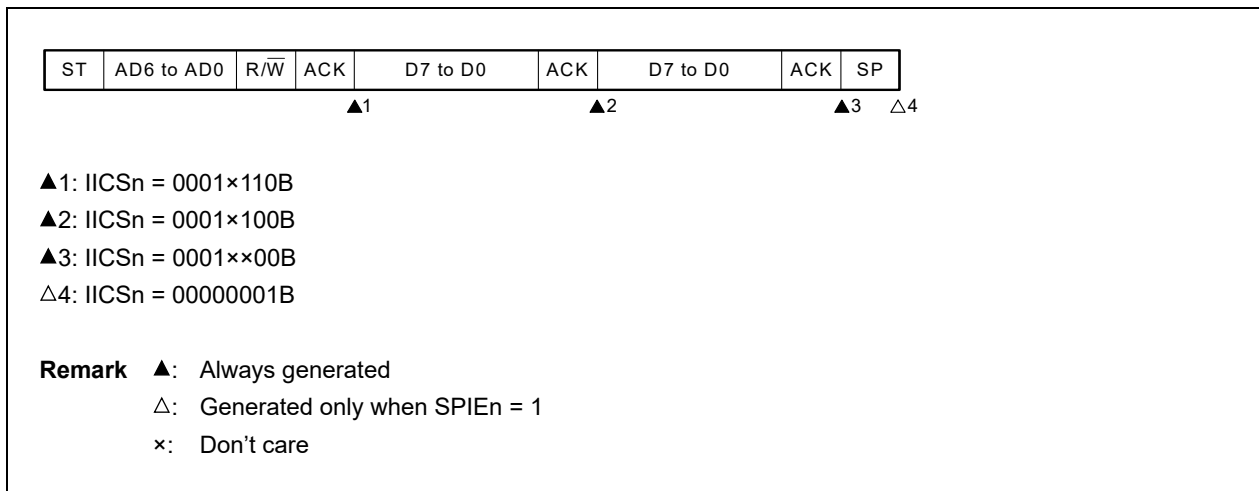 ST AD6 to AD0 R/W̅ ACK D7 to D0 ACK D7 to D0 ACK SP
▲1 ▲2 ▲3 △4
▲1: IICSn = 0001×110B
▲2: IICSn = 0001×100B
▲3: IICSn = 0001××00B
△4: IICSn = 00000001B
Remark ▲: Always generated
△: Generated only when SPIEn = 1
×: Don’t care